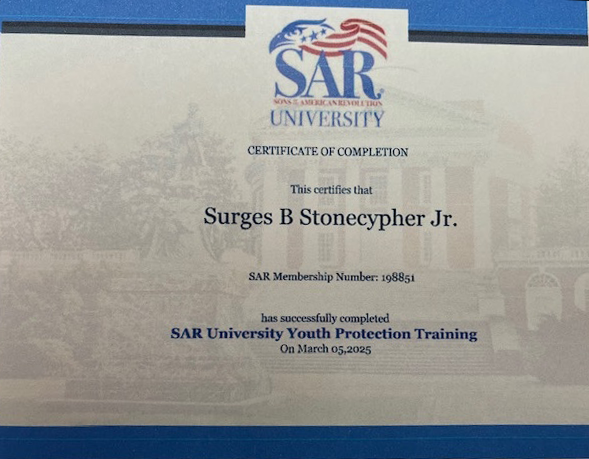 SAR®
SONS OF THE AMERICAN REVOLUTION
UNIVERSITY
CERTIFICATE OF COMPLETION
This certifies that
Surges B Stonecypher Jr.
SAR Membership Number: 198851
has successfully completed
SAR University Youth Protection Training
On March 05,2025